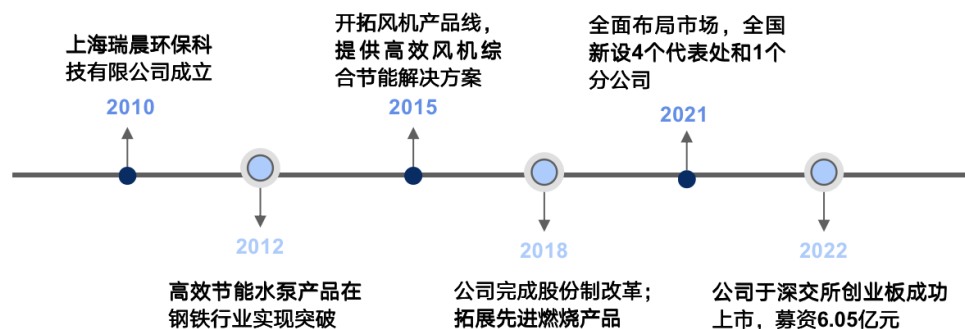 上海瑞晨环保科
技有限公司成立
2010
开拓风机产品线，
提供高效风机综
合节能解决方案
2015
全面布局市场，全国
新设4个代表处和1个
分公司
2021
2012
高效节能水泵产品在
钢铁行业实现突破
2018
公司完成股份制改革；
拓展先进燃烧产品
2022
公司于深交所创业板成功
上市，募资6.05亿元